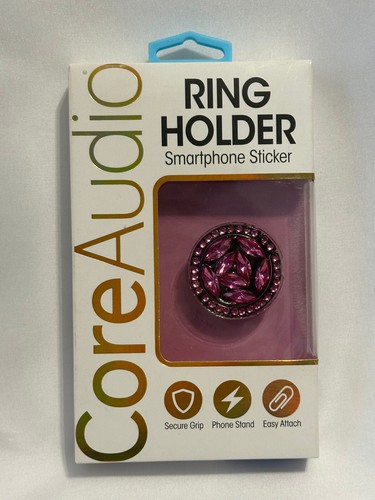 CoreAudio
RING
HOLDER
Smartphone Sticker
Secure Grip
Phone Stand
Easy Attach